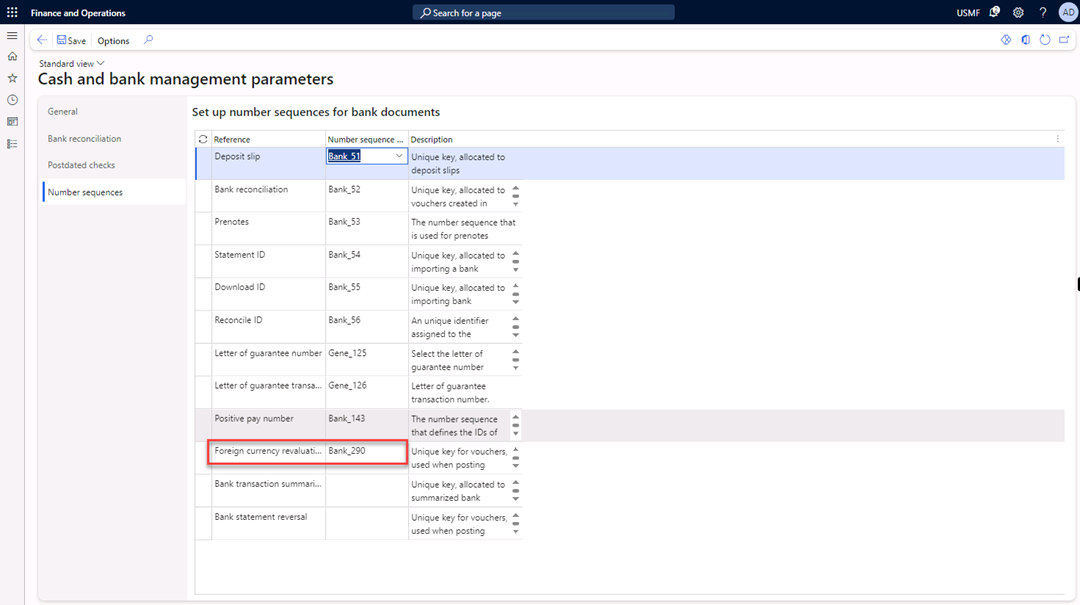 Finance and Operations
Search for a page
USMF
2
?
AD
Save
Options
Standard view
Cash and bank management parameters
General
Bank reconciliation
Postdated checks
Number sequences
Set up number sequences for bank documents
Reference Number sequence ... Description
Deposit slip Bank_51 Unique key, allocated to
deposit slips
Bank reconciliation Bank_52 Unique key, allocated to
vouchers created in
Prenotes Bank_53 The number sequence that
is used for prenotes
Statement ID Bank_54 Unique key, allocated to
importing a bank
Download ID Bank_55 Unique key, allocated to
importing bank
Reconcile ID Bank_56 An unique identifier
assigned to the
Letter of guarantee number Gene_125 Select the letter of
guarantee number
Letter of guarantee transa... Gene_126 Letter of guarantee
transaction number.
Positive pay number Bank_143 The number sequence
that defines the IDs of
Foreign currency revaluati... Bank_290 Unique key for vouchers,
used when posting
Bank transaction summari... Unique key, allocated to
summarized bank
Bank statement reversal Unique key for vouchers,
used when posting